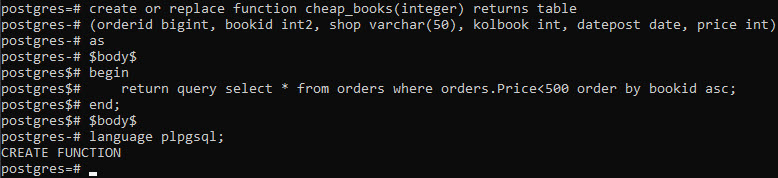 postgres=# create or replace function cheap_books(integer) returns table
postgres-# (orderid bigint, bookid int2, shop varchar(50), kolbook int, datepost date, price int)
postgres-# as
postgres-# $body$
postgres$# begin
postgres$#     return query select * from orders where orders.Price<500 order by bookid asc;
postgres$# end;
postgres$# $body$
postgres-# language plpgsql;
CREATE FUNCTION
postgres=#